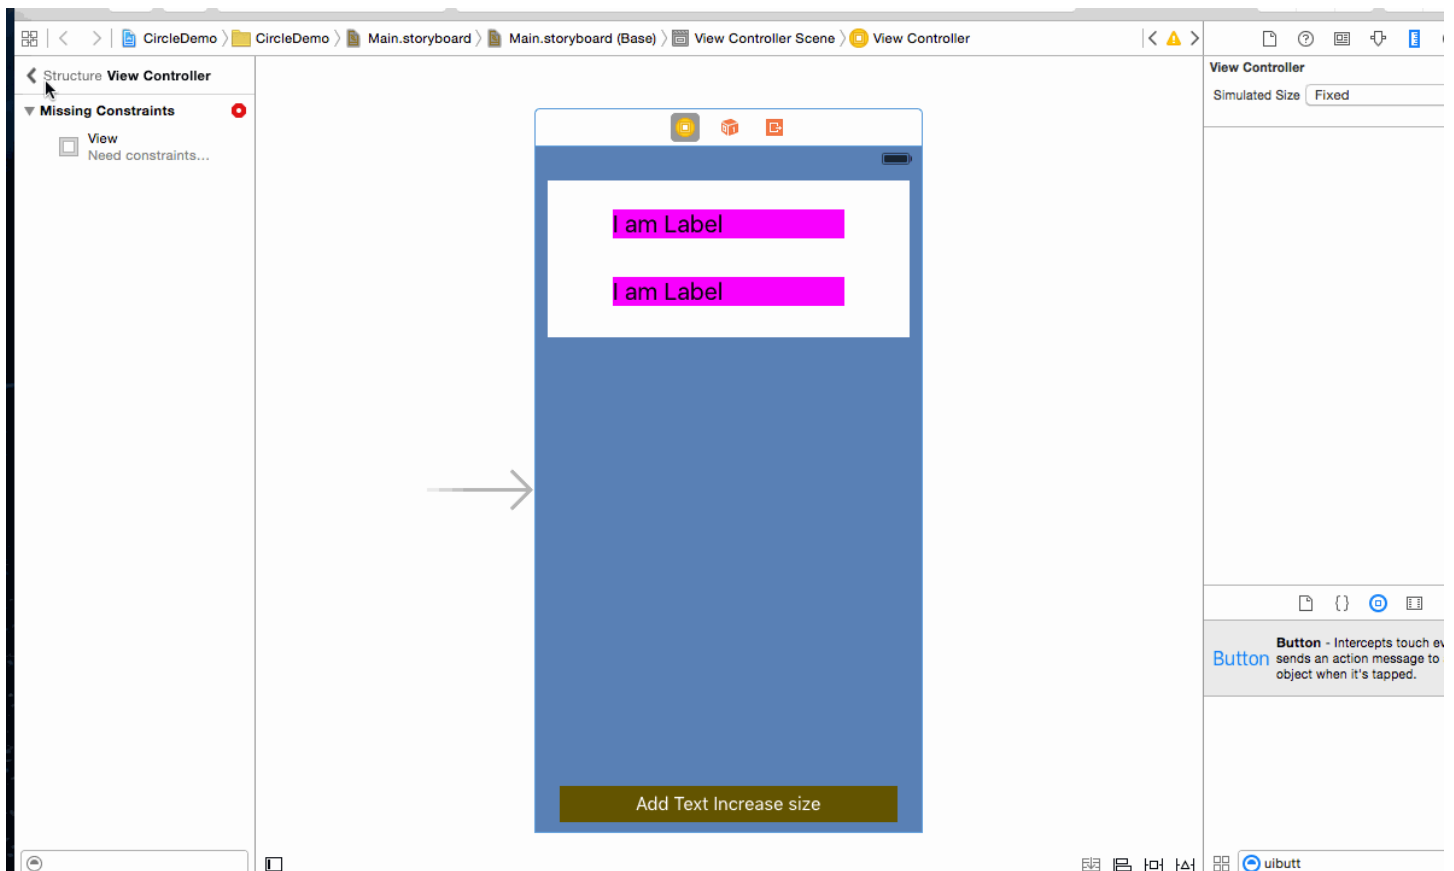 CircleDemo CircleDemo Main.storyboard Main.storyboard (Base) View Controller Scene View Controller
Structure View Controller
Missing Constraints
View
Need constraints...
I am Label
I am Label
Add Text Increase size
View Controller
Simulated Size Fixed
{}
Button
Button - Intercepts touch
sends an action message to
object when it's tapped.
uibutt